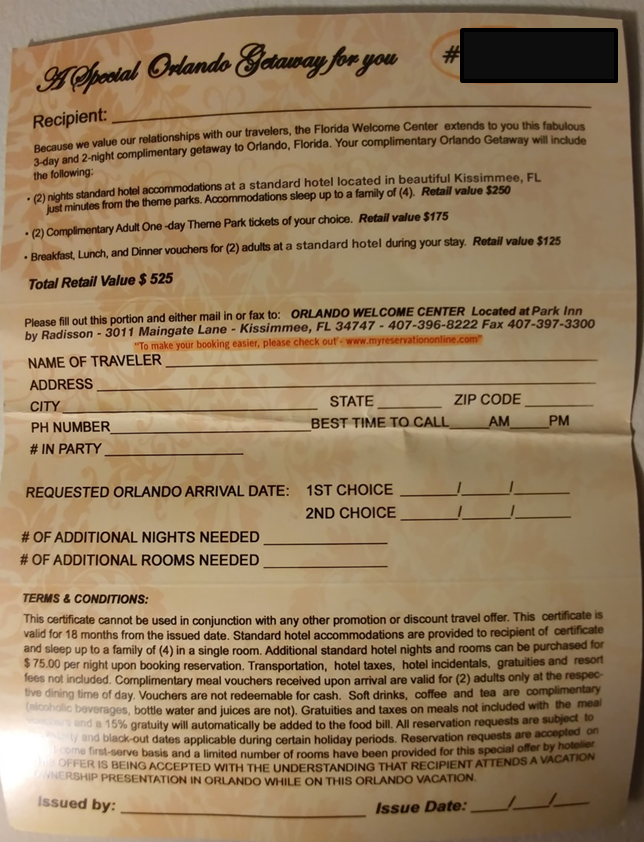 A Special Orlando Getaway for you
#
Recipient:
Because we value our relationships with our travelers, the Florida Welcome Center extends to you this fabulous
3-day and 2-night complimentary getaway to Orlando, Florida. Your complimentary Orlando Getaway will include
the following:
• (2) nights standard hotel accommodations at a standard hotel located in beautiful Kissimmee, FL
just minutes from the theme parks. Accommodations sleep up to a family of (4). Retail value $250
• (2) Complimentary Adult One -day Theme Park tickets of your choice. Retail value $175
• Breakfast, Lunch, and Dinner vouchers for (2) adults at a standard hotel during your stay. Retail value $125
Total Retail Value $ 525
Please fill out this portion and either mail in or fax to: ORLANDO WELCOME CENTER Located at Park Inn
by Radisson - 3011 Maingate Lane - Kissimmee, FL 34747 - 407-396-8222 Fax 407-397-3300
"To make your booking easier, please check out - www.myreservationonline.com"
NAME OF TRAVELER
ADDRESS
CITY STATE ZIP CODE
PH NUMBER BEST TIME TO CALL AM PM
# IN PARTY
REQUESTED ORLANDO ARRIVAL DATE: 1ST CHOICE / /
2ND CHOICE / /
# OF ADDITIONAL NIGHTS NEEDED
# OF ADDITIONAL ROOMS NEEDED
TERMS & CONDITIONS:
This certificate cannot be used in conjunction with any other promotion or discount travel offer. This certificate is
valid for 18 months from the issued date. Standard hotel accommodations are provided to recipient of certificate
and sleep up to a family of (4) in a single room. Additional standard hotel nights and rooms can be purchased for
$ 75.00 per night upon booking reservation. Transportation, hotel taxes, hotel incidentals, gratuities and resort
fees not included. Complimentary meal vouchers received upon arrival are valid for (2) adults only at the respec-
tive dining time of day. Vouchers are not redeemable for cash. Soft drinks, coffee and tea are complimentary
(alcoholic beverages, bottle water and juices are not). Gratuities and taxes on meals not included with the meal
and a 15% gratuity will automatically be added to the food bill. All reservation requests are subject to
and black-out dates applicable during certain holiday periods. Reservation requests are accepted on
first-serve basis and a limited number of rooms have been provided for this special offer by hotelier
OFFER IS BEING ACCEPTED WITH THE UNDERSTANDING THAT RECIPIENT ATTENDS A VACATION
OWNERSHIP PRESENTATION IN ORLANDO WHILE ON THIS ORLANDO VACATION.
Issued by: Issue Date: / /